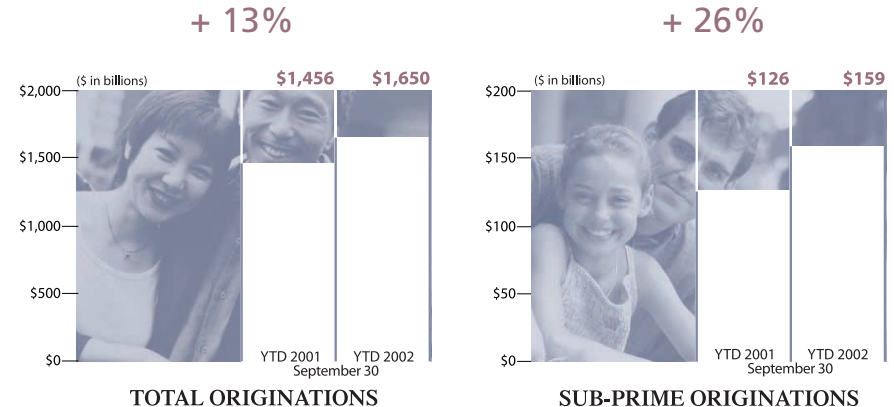 + 13%
($ in billions) $1,456 $1,650
$2,000
$1,500
$1,000
$500
$0
YTD 2001 YTD 2002
September 30
TOTAL ORIGINATIONS
+ 26%
($ in billions) $126 $159
$200
$150
$100
$50
$0
YTD 2001 YTD 2002
September 30
SUB-PRIME ORIGINATIONS